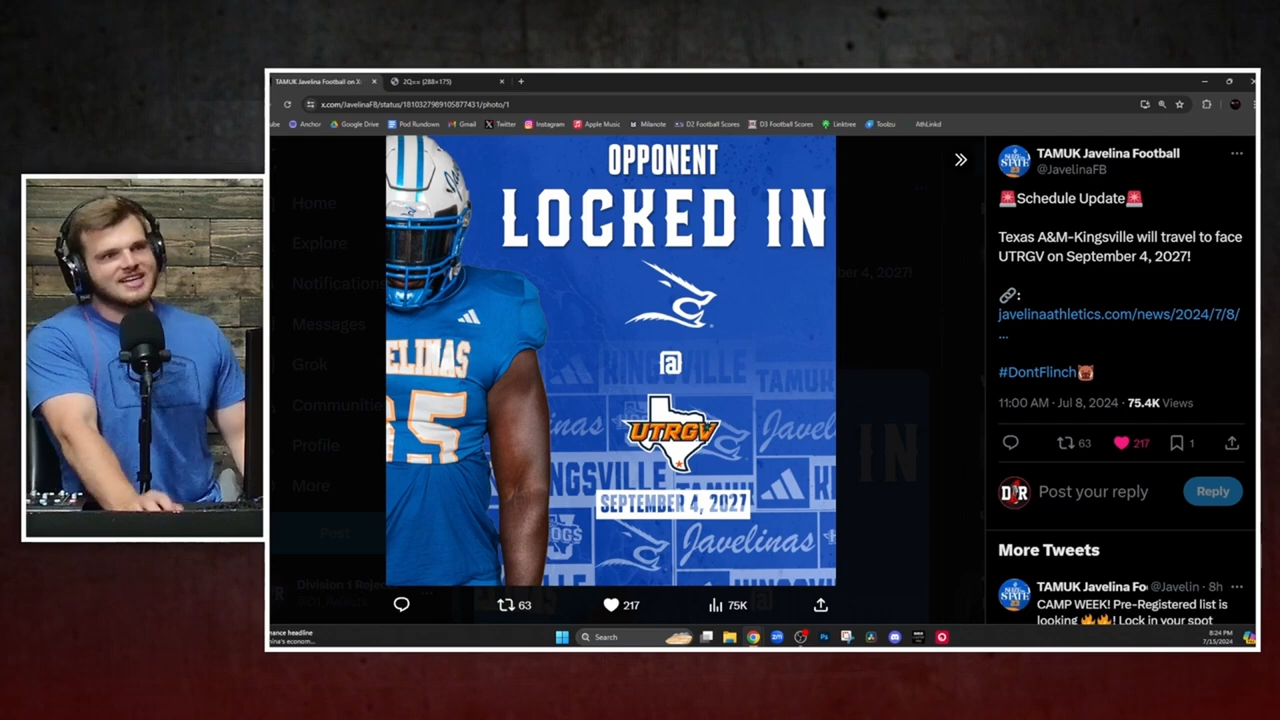 TAMUK Javelina Football on X:
2Q== (288×175)
x.com/JavelinaFB/status/1810327989105877431/photo/1
Anchor
Google Drive
Pod Rundown
Gmail
Twitter
Instagram
Apple Music
Milanote
D2 Football Scores
D3 Football Scores
Linktree
Toolzu
AthLinkd
Home
Explore
Notifications
Messages
Grok
Communities
Profile
More
Post
OPPONENT
LOCKED IN
@
UTRGV
SEPTEMBER 4, 2027
ELINAS
KINGSVILLE
TAMUK
Javelinas
63
217
75K
TAMUK Javelina Football
@JavelinaFB
🚨Schedule Update🚨
Texas A&M-Kingsville will travel to face
UTRGV on September 4, 2027!
🔗:
javelinaathletics.com/news/2024/7/8/
…
#DontFlinch
11:00 AM · Jul 8, 2024 · 75.4K Views
63
217
1
Post your reply
Reply
More Tweets
TAMUK Javelina Fo @Javelin · 8h
CAMP WEEK! Pre-Registered list is
looking 🔥🔥! Lock in your spot
Search
8:24 PM
7/15/2024